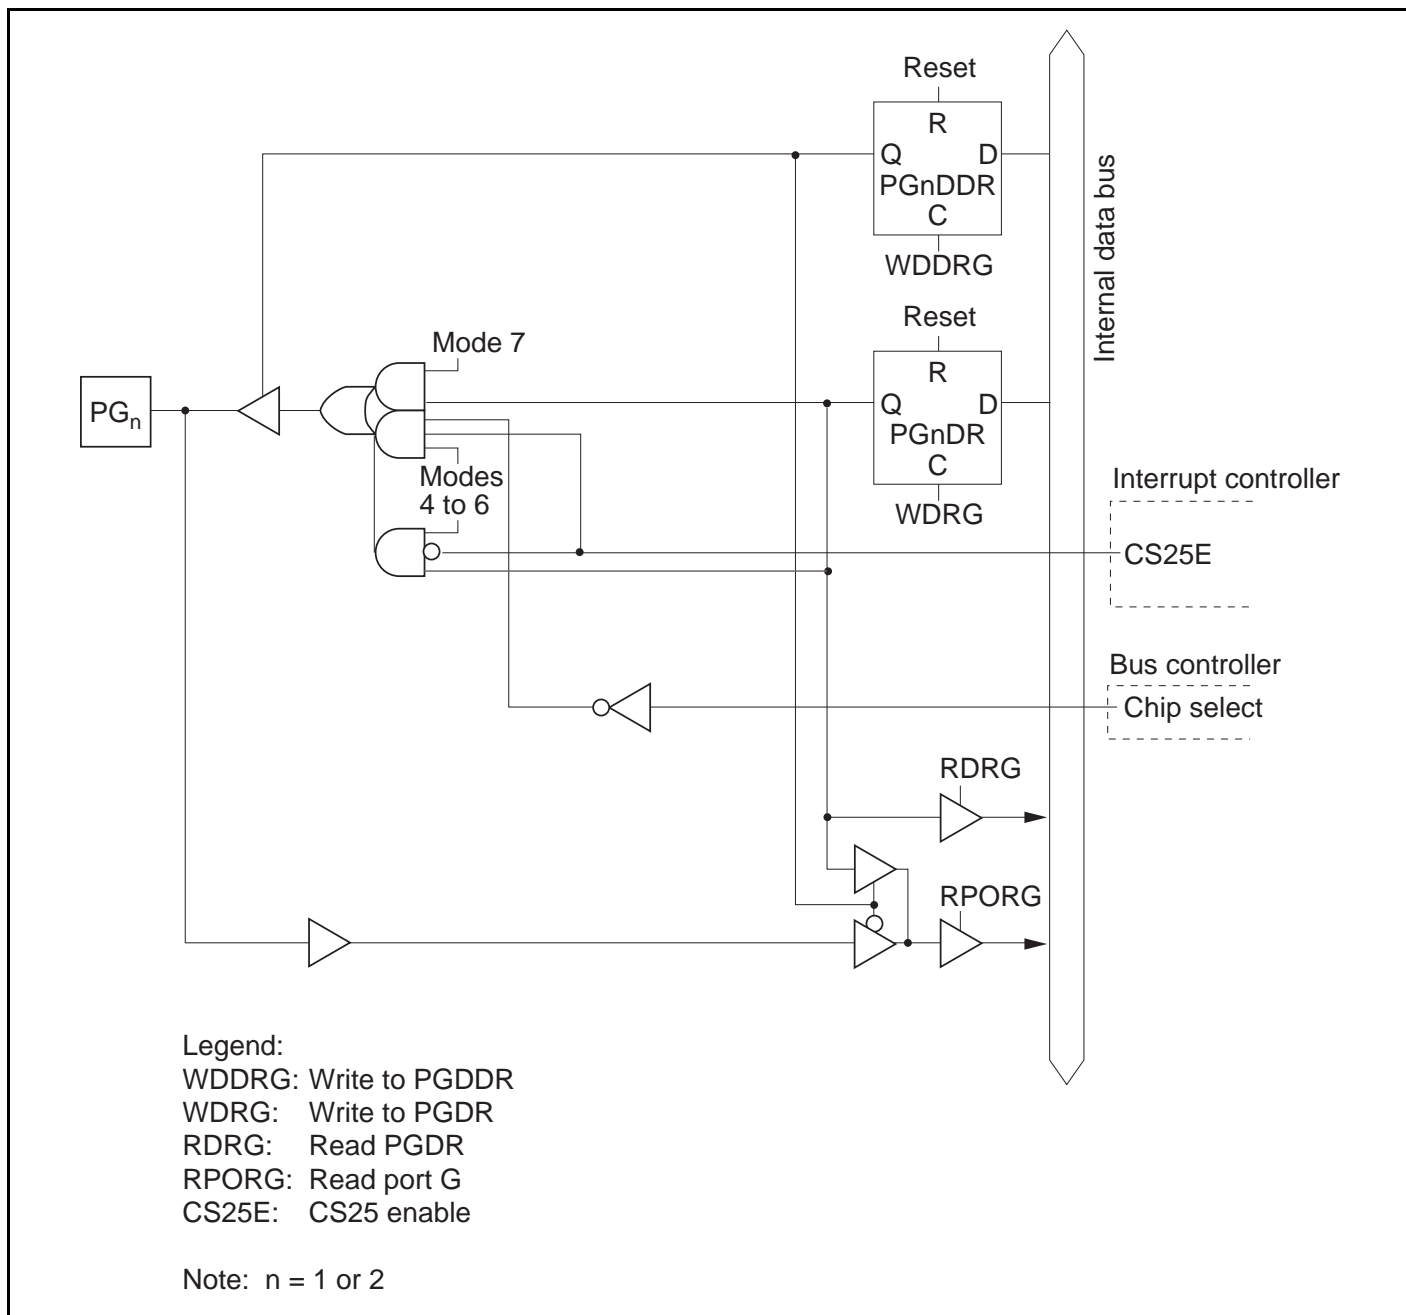 Reset
R
Q D
PGnDDR
C
WDDRG
Internal data bus
Reset
R
Q D
PGnDR
C
WDRG
Mode 7
PGn
Modes
4 to 6
Interrupt controller
CS25E
Bus controller
Chip select
RDRG
RPORG
Legend:
WDDRG: Write to PGDDR
WDRG: Write to PGDR
RDRG: Read PGDR
RPORG: Read port G
CS25E: CS25 enable
Note: n = 1 or 2